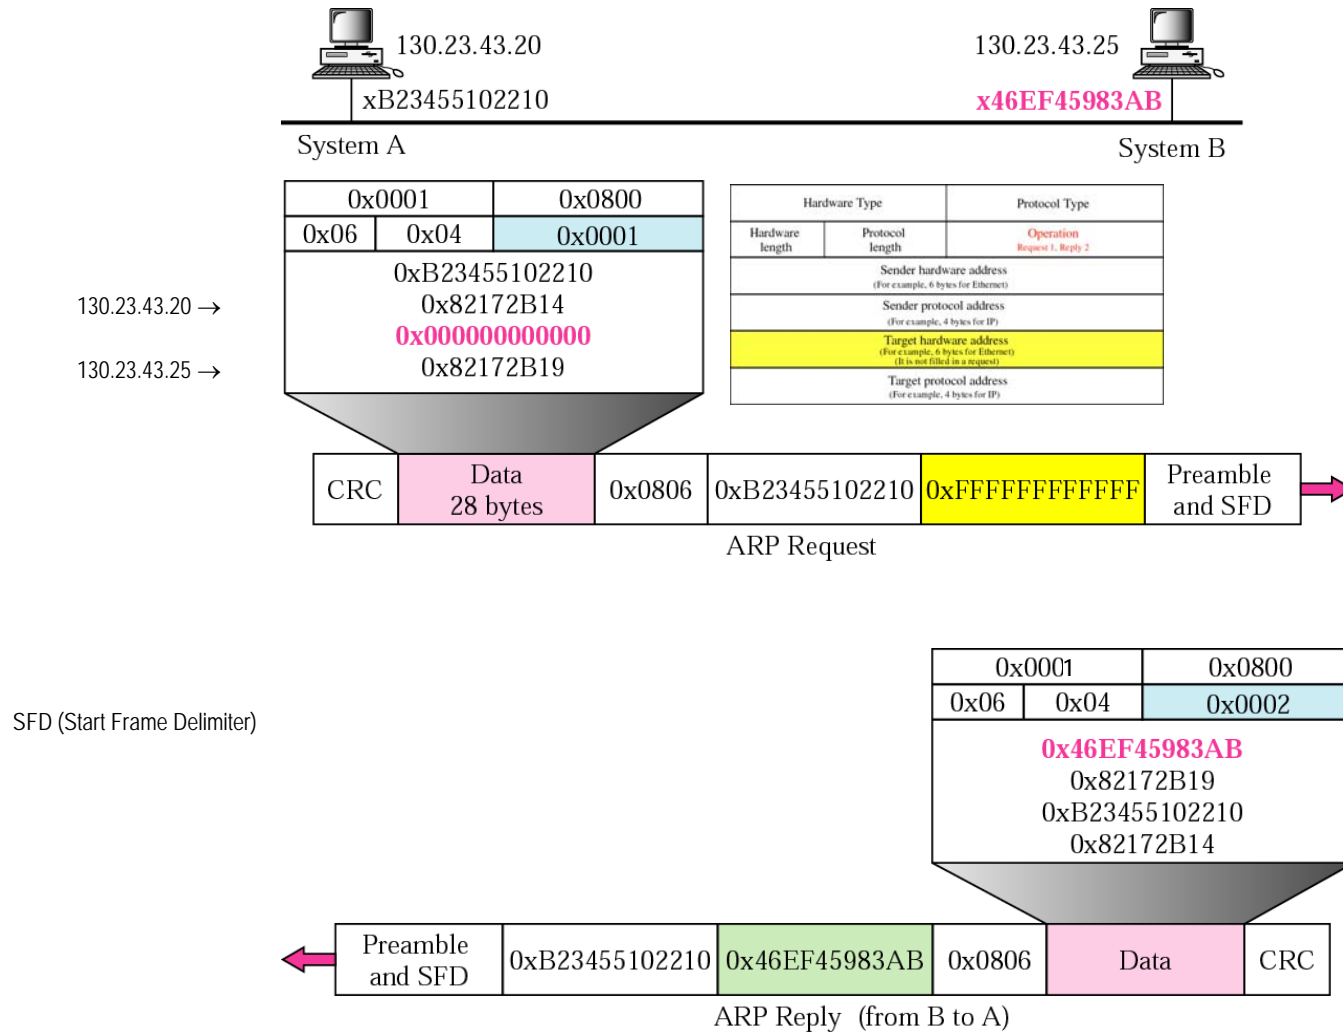 130.23.43.20
130.23.43.25
xB23455102210
x46EF45983AB
System A
System B
0x0001
0x0800
0x06
0x04
0x0001
0xB23455102210
130.23.43.20 →
0x82172B14
0x000000000000
130.23.43.25 →
0x82172B19
Hardware Type
Protocol Type
Hardware
length
Protocol
length
Operation
Request 1, Reply 2
Sender hardware address
(For example, 6 bytes for Ethernet)
Sender protocol address
(For example, 4 bytes for IP)
Target hardware address
(For example, 6 bytes for Ethernet)
(It is not filled in a request)
Target protocol address
(For example, 4 bytes for IP)
CRC
Data
28 bytes
0x0806
0xB23455102210
0xFFFFFFFFFFFF
Preamble
and SFD
ARP Request
SFD (Start Frame Delimiter)
0x0001
0x0800
0x06
0x04
0x0002
0x46EF45983AB
0x82172B19
0xB23455102210
0x82172B14
Preamble
and SFD
0xB23455102210
0x46EF45983AB
0x0806
Data
CRC
ARP Reply (from B to A)